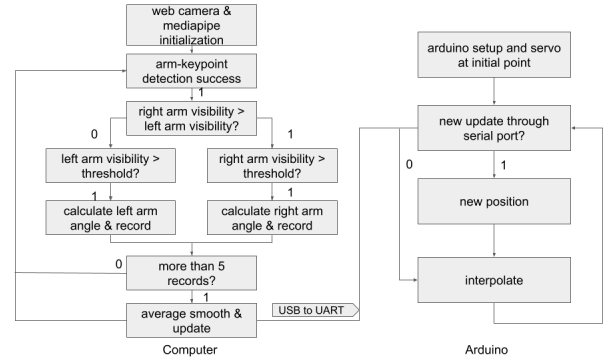 web camera &
mediapipe
initialization
arm-keypoint
detection success
1
right arm visibility >
left arm visibility?
0
1
left arm visibility >
threshold?
right arm visibility >
threshold?
1
1
calculate left arm
angle & record
calculate right arm
angle & record
0
more than 5
records?
1
average smooth &
update
USB to UART
Computer
arduino setup and servo
at initial point
new update through
serial port?
0
1
new position
interpolate
Arduino